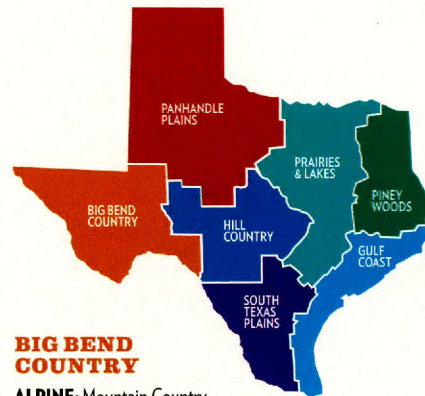 PANHANDLE
PLAINS
PRAIRIES
& LAKES
PINEY
WOODS
BIG BEND
COUNTRY
HILL
COUNTRY
GULF
COAST
SOUTH
TEXAS
PLAINS
BIG BEND
COUNTRY
ALPINE: Mountain Country